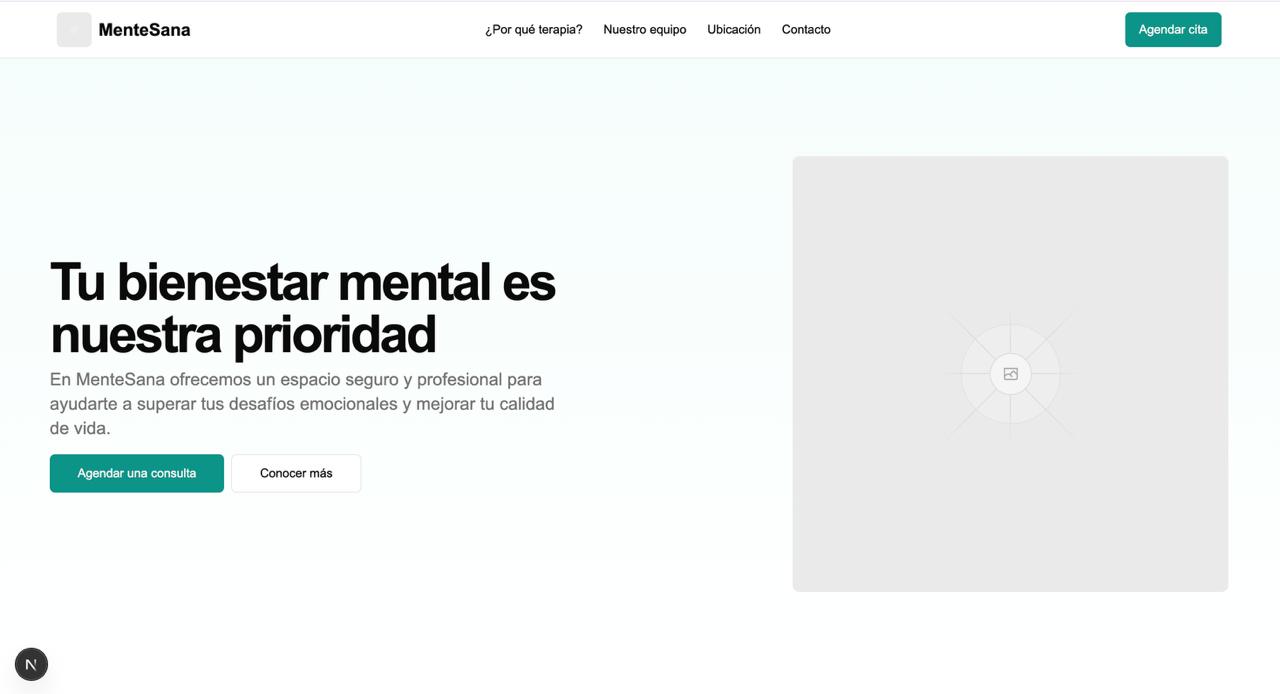 MenteSana
¿Por qué terapia?
Nuestro equipo
Ubicación
Contacto
Agendar cita
Tu bienestar mental es
nuestra prioridad
En MenteSana ofrecemos un espacio seguro y profesional para
ayudarte a superar tus desafíos emocionales y mejorar tu calidad
de vida.
Agendar una consulta
Conocer más
N